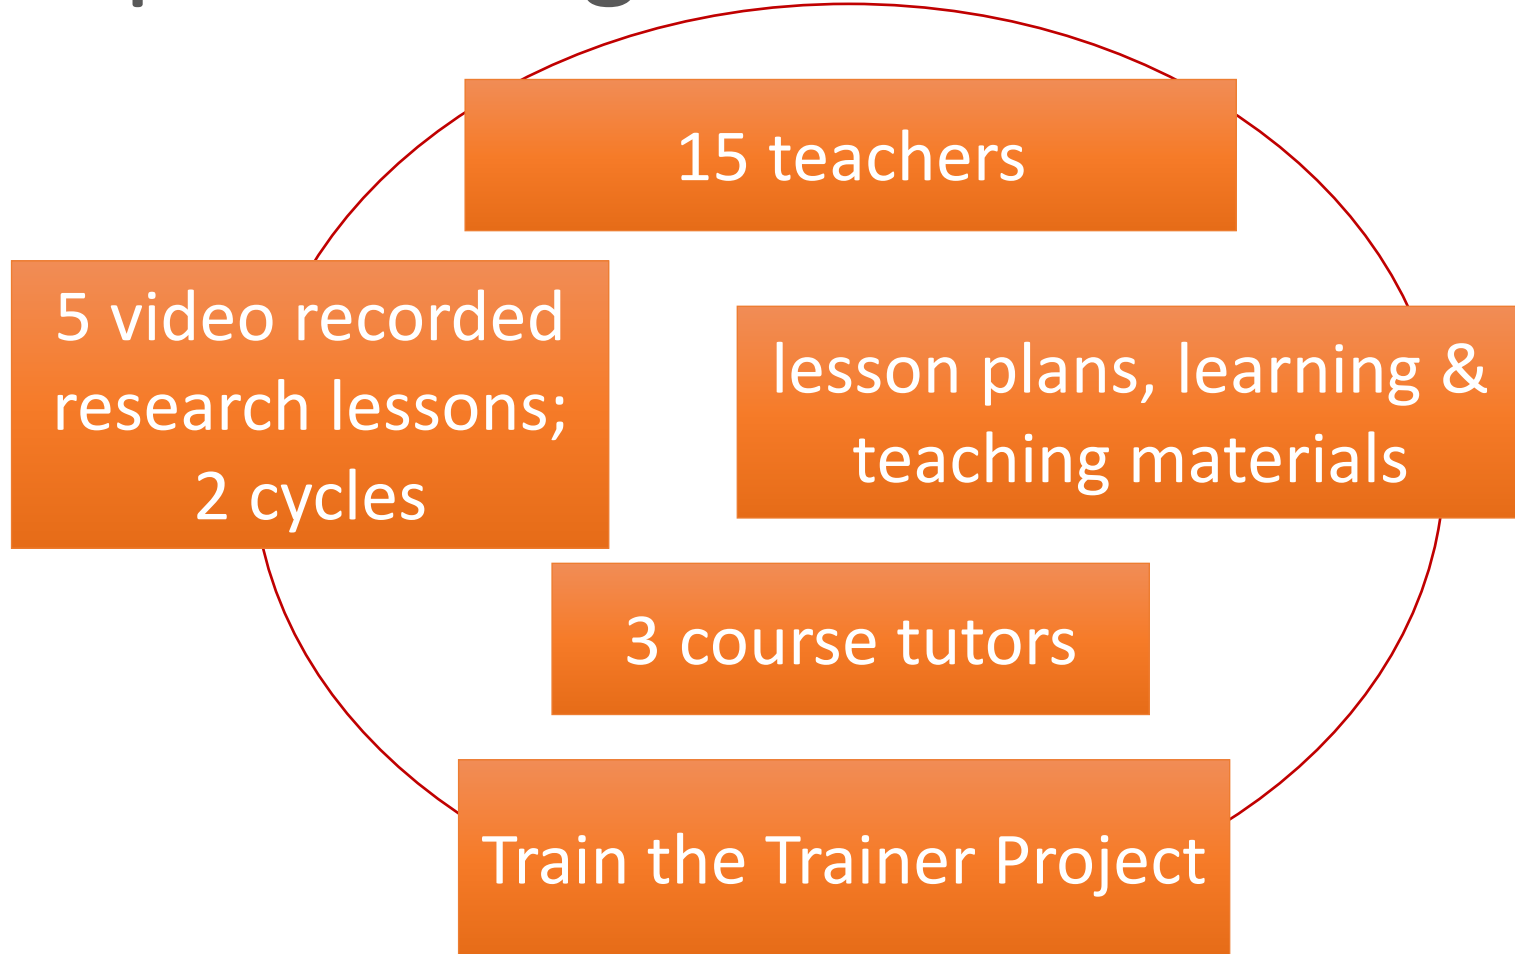 15 teachers
5 video recorded
research lessons;
2 cycles
lesson plans, learning &
teaching materials
3 course tutors
Train the Trainer Project